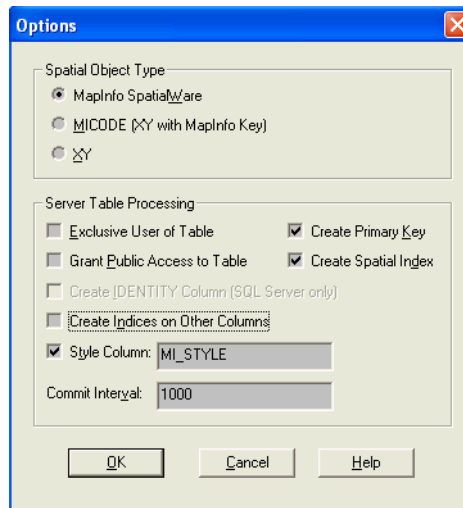 Options
Spatial Object Type
MapInfo SpatialWare
MICODE (XY with MapInfo Key)
XY
Server Table Processing
Exclusive User of Table
Create Primary Key
Grant Public Access to Table
Create Spatial Index
Create IDENTITY Column (SQL Server only)
Create Indices on Other Columns
Style Column: MI_STYLE
Commit Interval: 1000
OK Cancel Help